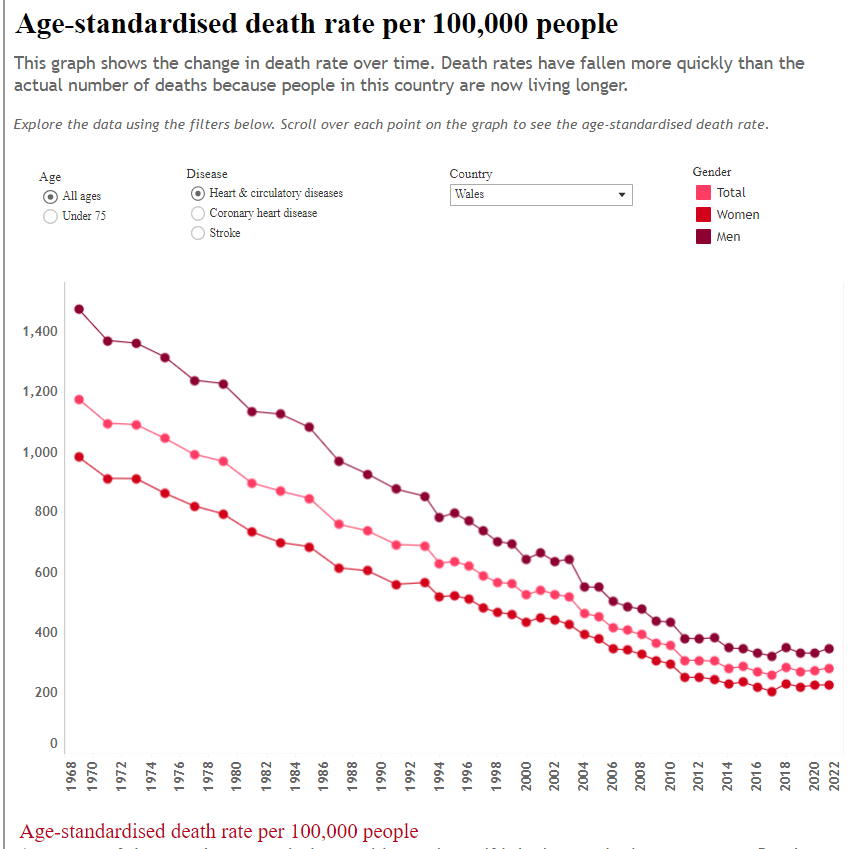 Age-standardised death rate per 100,000 people
This graph shows the change in death rate over time. Death rates have fallen more quickly than the
actual number of deaths because people in this country are now living longer.
Explore the data using the filters below. Scroll over each point on the graph to see the age-standardised death rate.
Age
All ages
Under 75
Disease
Heart & circulatory diseases
Coronary heart disease
Stroke
Country
Wales
Gender
Total
Women
Men
1,400
1,200
1,000
800
600
400
200
0
1968 1970 1972 1974 1976 1978 1980 1982 1984 1986 1988 1990 1992 1994 1996 1998 2000 2002 2004 2006 2008 2010 2012 2014 2016 2018 2020 2022
Age-standardised death rate per 100,000 people